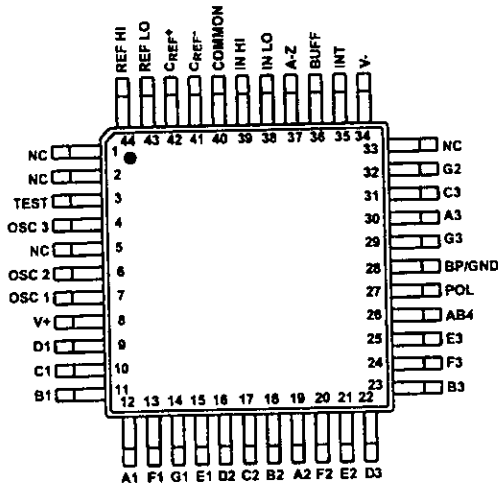 REF HI
REF LO
CREF+
CREF-
COMMON
IN HI
IN LO
A-Z
BUFF
INT
V-
44 43 42 41 40 39 38 37 36 35 34
NC 1
NC 2
TEST 3
OSC 3 4
NC 5
OSC 2 6
OSC 1 7
V+ 8
D1 9
C1 10
B1 11
33 NC
32 G2
31 C3
30 A3
29 G3
28 BP/GND
27 POL
26 AB4
25 E3
24 F3
23 B3
12 13 14 15 16 17 18 19 20 21 22
A1 F1 G1 E1 D2 C2 B2 A2 F2 E2 D3